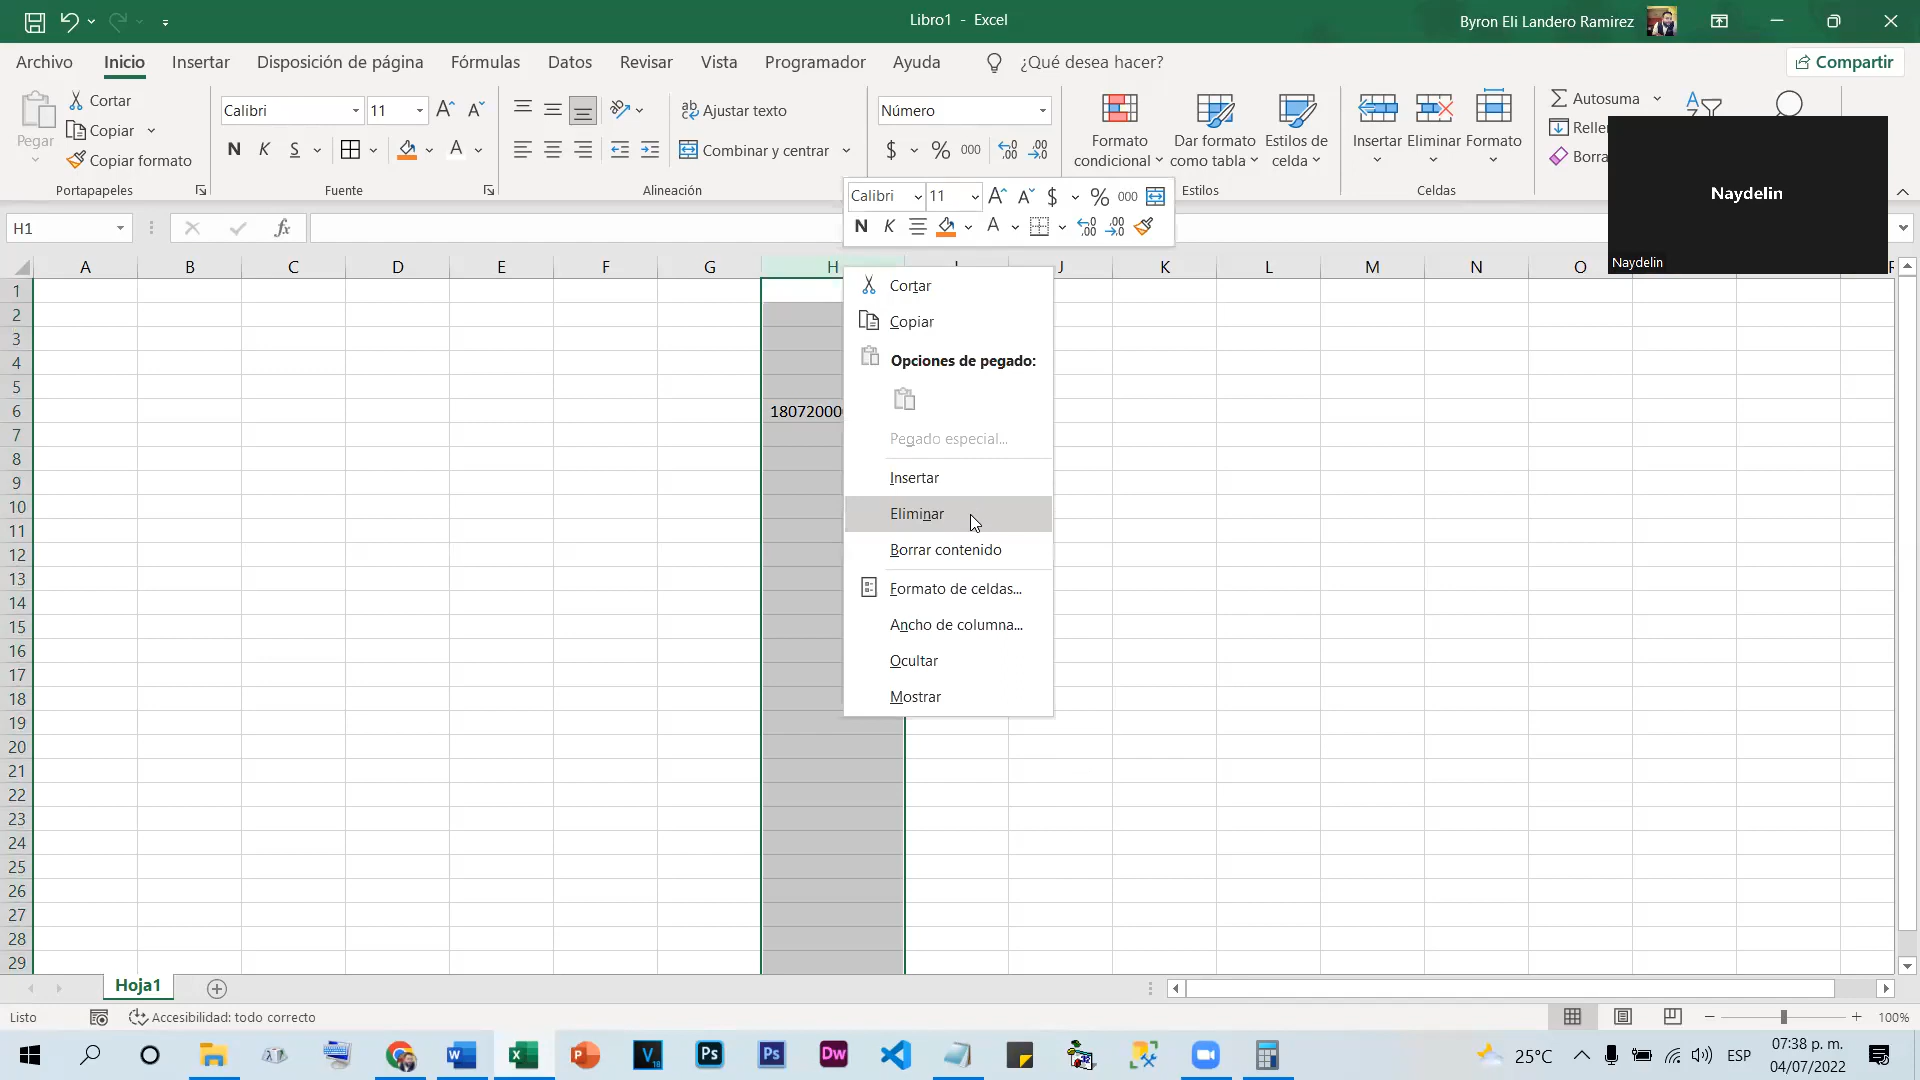 Libro1 - Excel
Byron Eli Landero Ramirez
Archivo Inicio Insertar Disposición de página Fórmulas Datos Revisar Vista Programador Ayuda ¿Qué desea hacer? Compartir
Pegar
Cortar
Copiar
Copiar formato
Portapapeles
Calibri 11
N K S
A
Fuente
Ajustar texto
Combinar y centrar
Alineación
Número
$ % 000
Formato condicional
Dar formato como tabla
Estilos de celda
Estilos
Insertar Eliminar Formato
Celdas
Autosuma
Relle
Borra
Naydelin
Naydelin
Calibri 11 $ % 000
N K A
H1
fx
A B C D E F G H J K L M N O
1
2
3
4
5
6 18072000
7
8
9
10
11
12
13
14
15
16
17
18
19
20
21
22
23
24
25
26
27
28
29
Cortar
Copiar
Opciones de pegado:
Pegado especial...
Insertar
Eliminar
Borrar contenido
Formato de celdas...
Ancho de columna...
Ocultar
Mostrar
Hoja1
Listo
Accesibilidad: todo correcto
100%
25°C
ESP
07:38 p. m.
04/07/2022